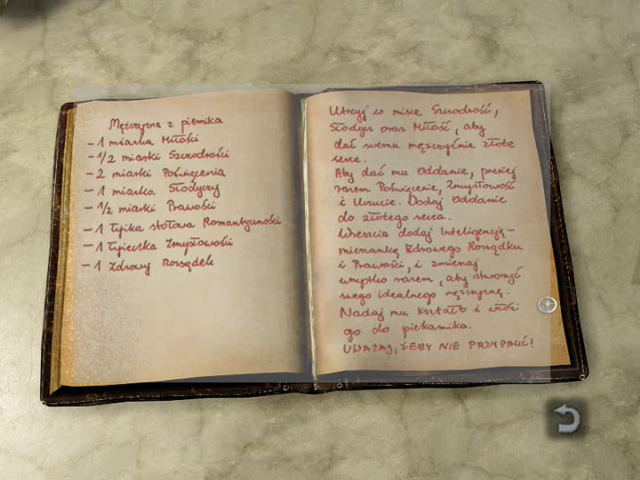 Mężczyzna z piernika
- 1 miarka Miłości
- 1/2 miarki Szczodrości
- 2 miarki Poświęcenia
- 1 miarka Słodyczy
- 1/2 miarki Prawości
- 1 łyżka stołowa Romantyczności
- 1 łyżeczka Zmysłowości
- 1 Zdrowy Rozsądek
Utrzyj w misce Szczodrość,
Słodycz oraz Miłość, aby
dać swemu mężczyźnie złote
serce.
Aby dać mu Oddanie, przesiej
razem Poświęcenie, Zmysłowość
i Uczucie. Dodaj Oddanie
do złotego serca.
Wreszcie dodaj Inteligencję -
mieszankę Zdrowego Rozsądku
i Prawości, i zmieszaj
wszystko razem, aby stworzyć
swego idealnego mężczyznę.
Nadaj mu kształt i włóż
go do piekarnika.
UWAŻAJ, ŻEBY NIE PRZYPALIĆ!